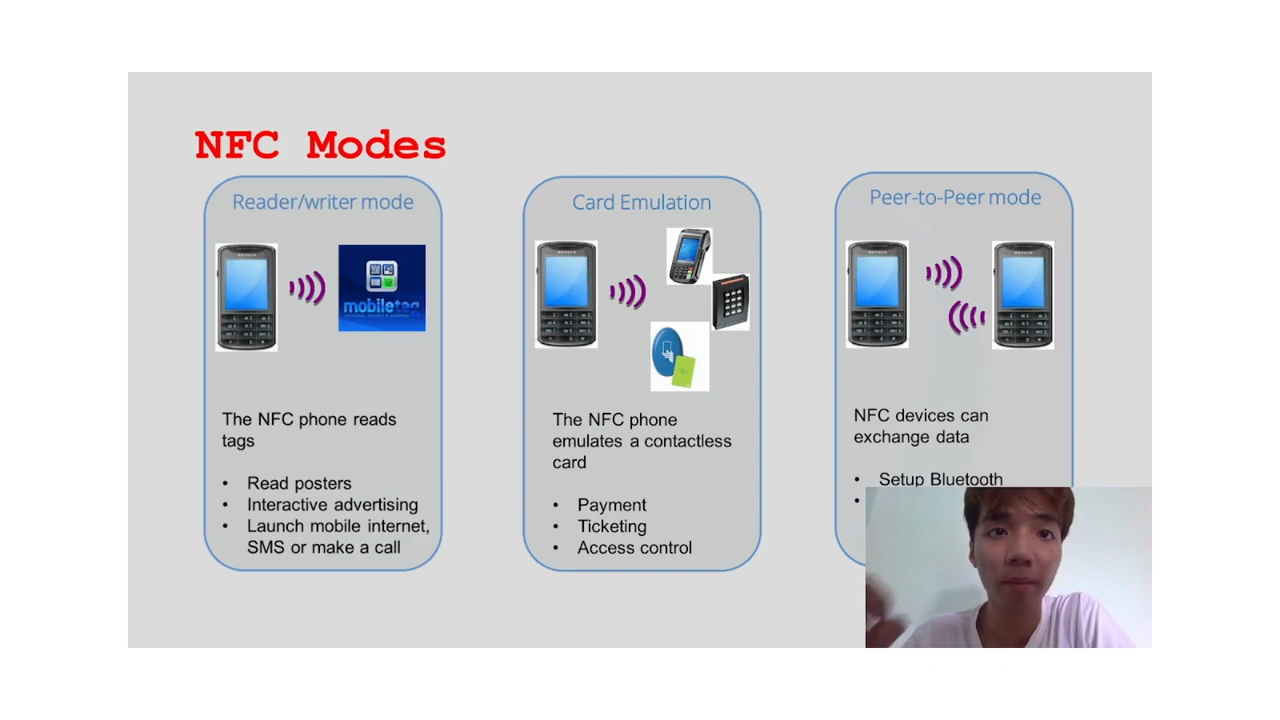 NFC Modes
Reader/writer mode
mobiletag
The NFC phone reads
tags
• Read posters
• Interactive advertising
• Launch mobile internet,
SMS or make a call
Card Emulation
The NFC phone
emulates a contactless
card
• Payment
• Ticketing
• Access control
Peer-to-Peer mode
NFC devices can
exchange data
• Setup Bluetooth
•